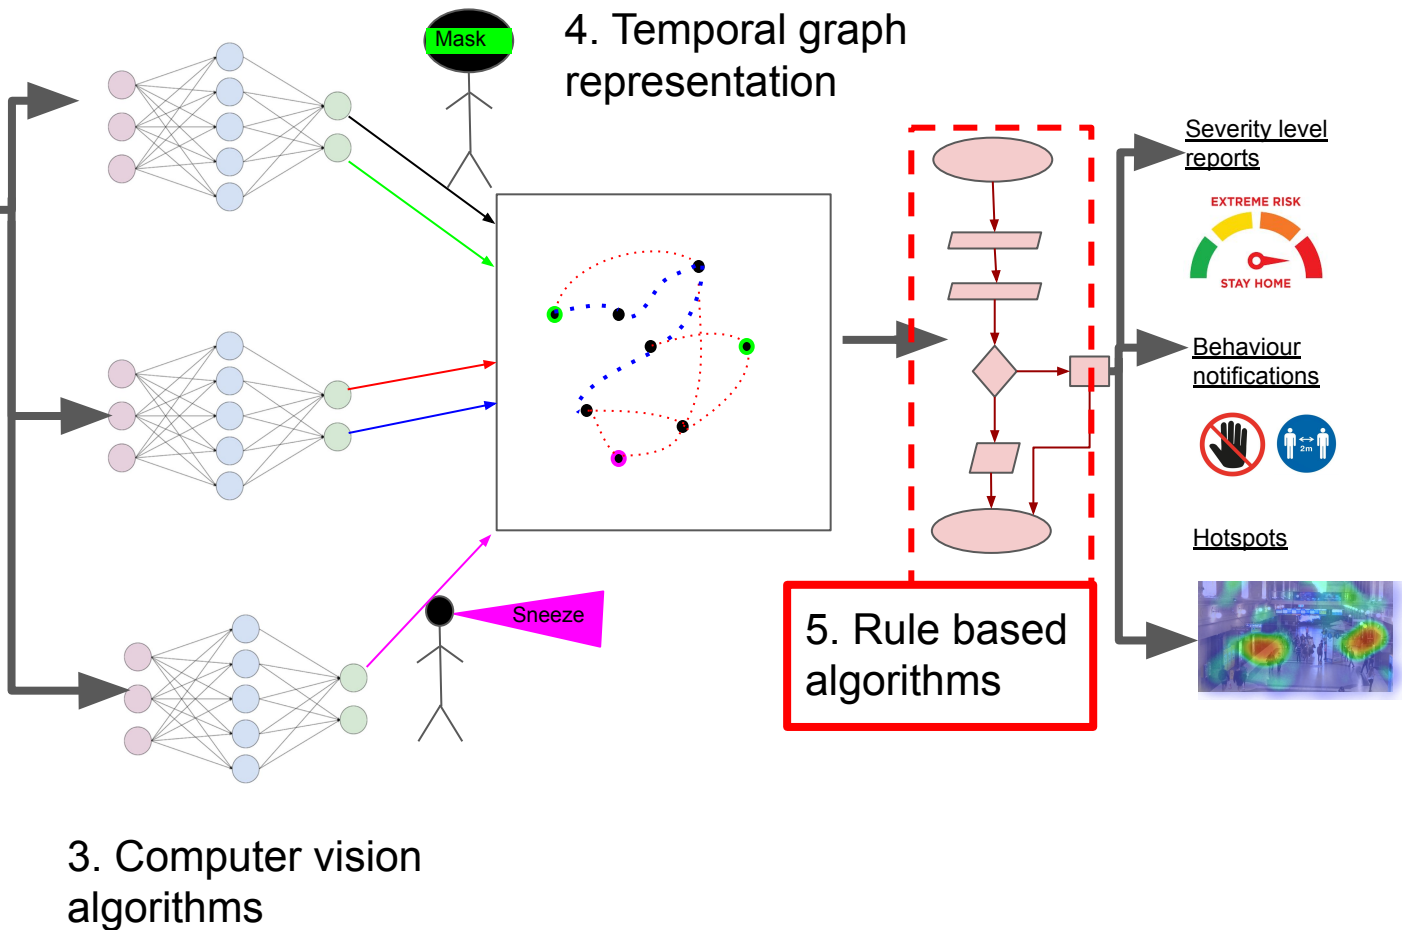 Mask
4. Temporal graph
representation
Severity level
reports
EXTREME RISK
STAY HOME
Behaviour
notifications
2m
Hotspots
Sneeze
5. Rule based
algorithms
3. Computer vision
algorithms